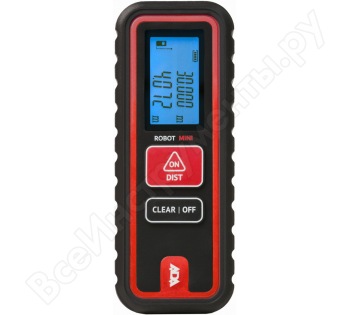 ROBOT MINI
ON
DIST
CLEAR | OFF
ADA
ВсеИнструменты.ру